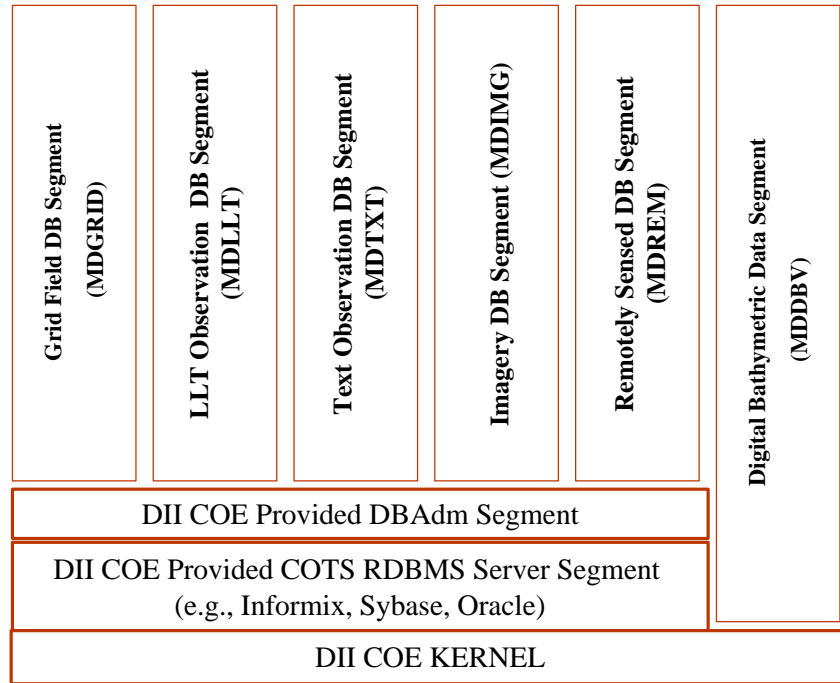 Grid Field DB Segment
(MDGRID)
LLT Observation DB Segment
(MDLLT)
Text Observation DB Segment
(MDTXT)
Imagery DB Segment (MDIMG)
Remotely Sensed DB Segment
(MDREM)
Digital Bathymetric Data Segment
(MDDBV)
DII COE Provided DBAdm Segment
DII COE Provided COTS RDBMS Server Segment
(e.g., Informix, Sybase, Oracle)
DII COE KERNEL